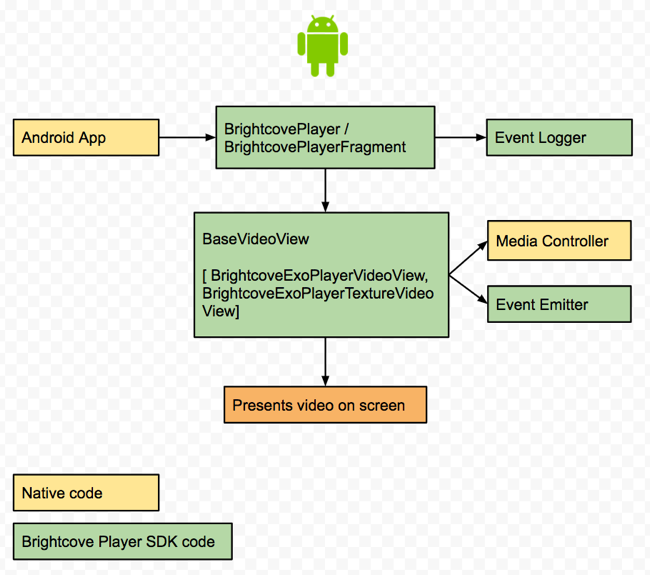 Android App
BrightcovePlayer /
BrightcovePlayerFragment
Event Logger
BaseVideoView
[ BrightcoveExoPlayerVideoView,
BrightcoveExoPlayerTextureVideo
View]
Media Controller
Event Emitter
Presents video on screen
Native code
Brightcove Player SDK code